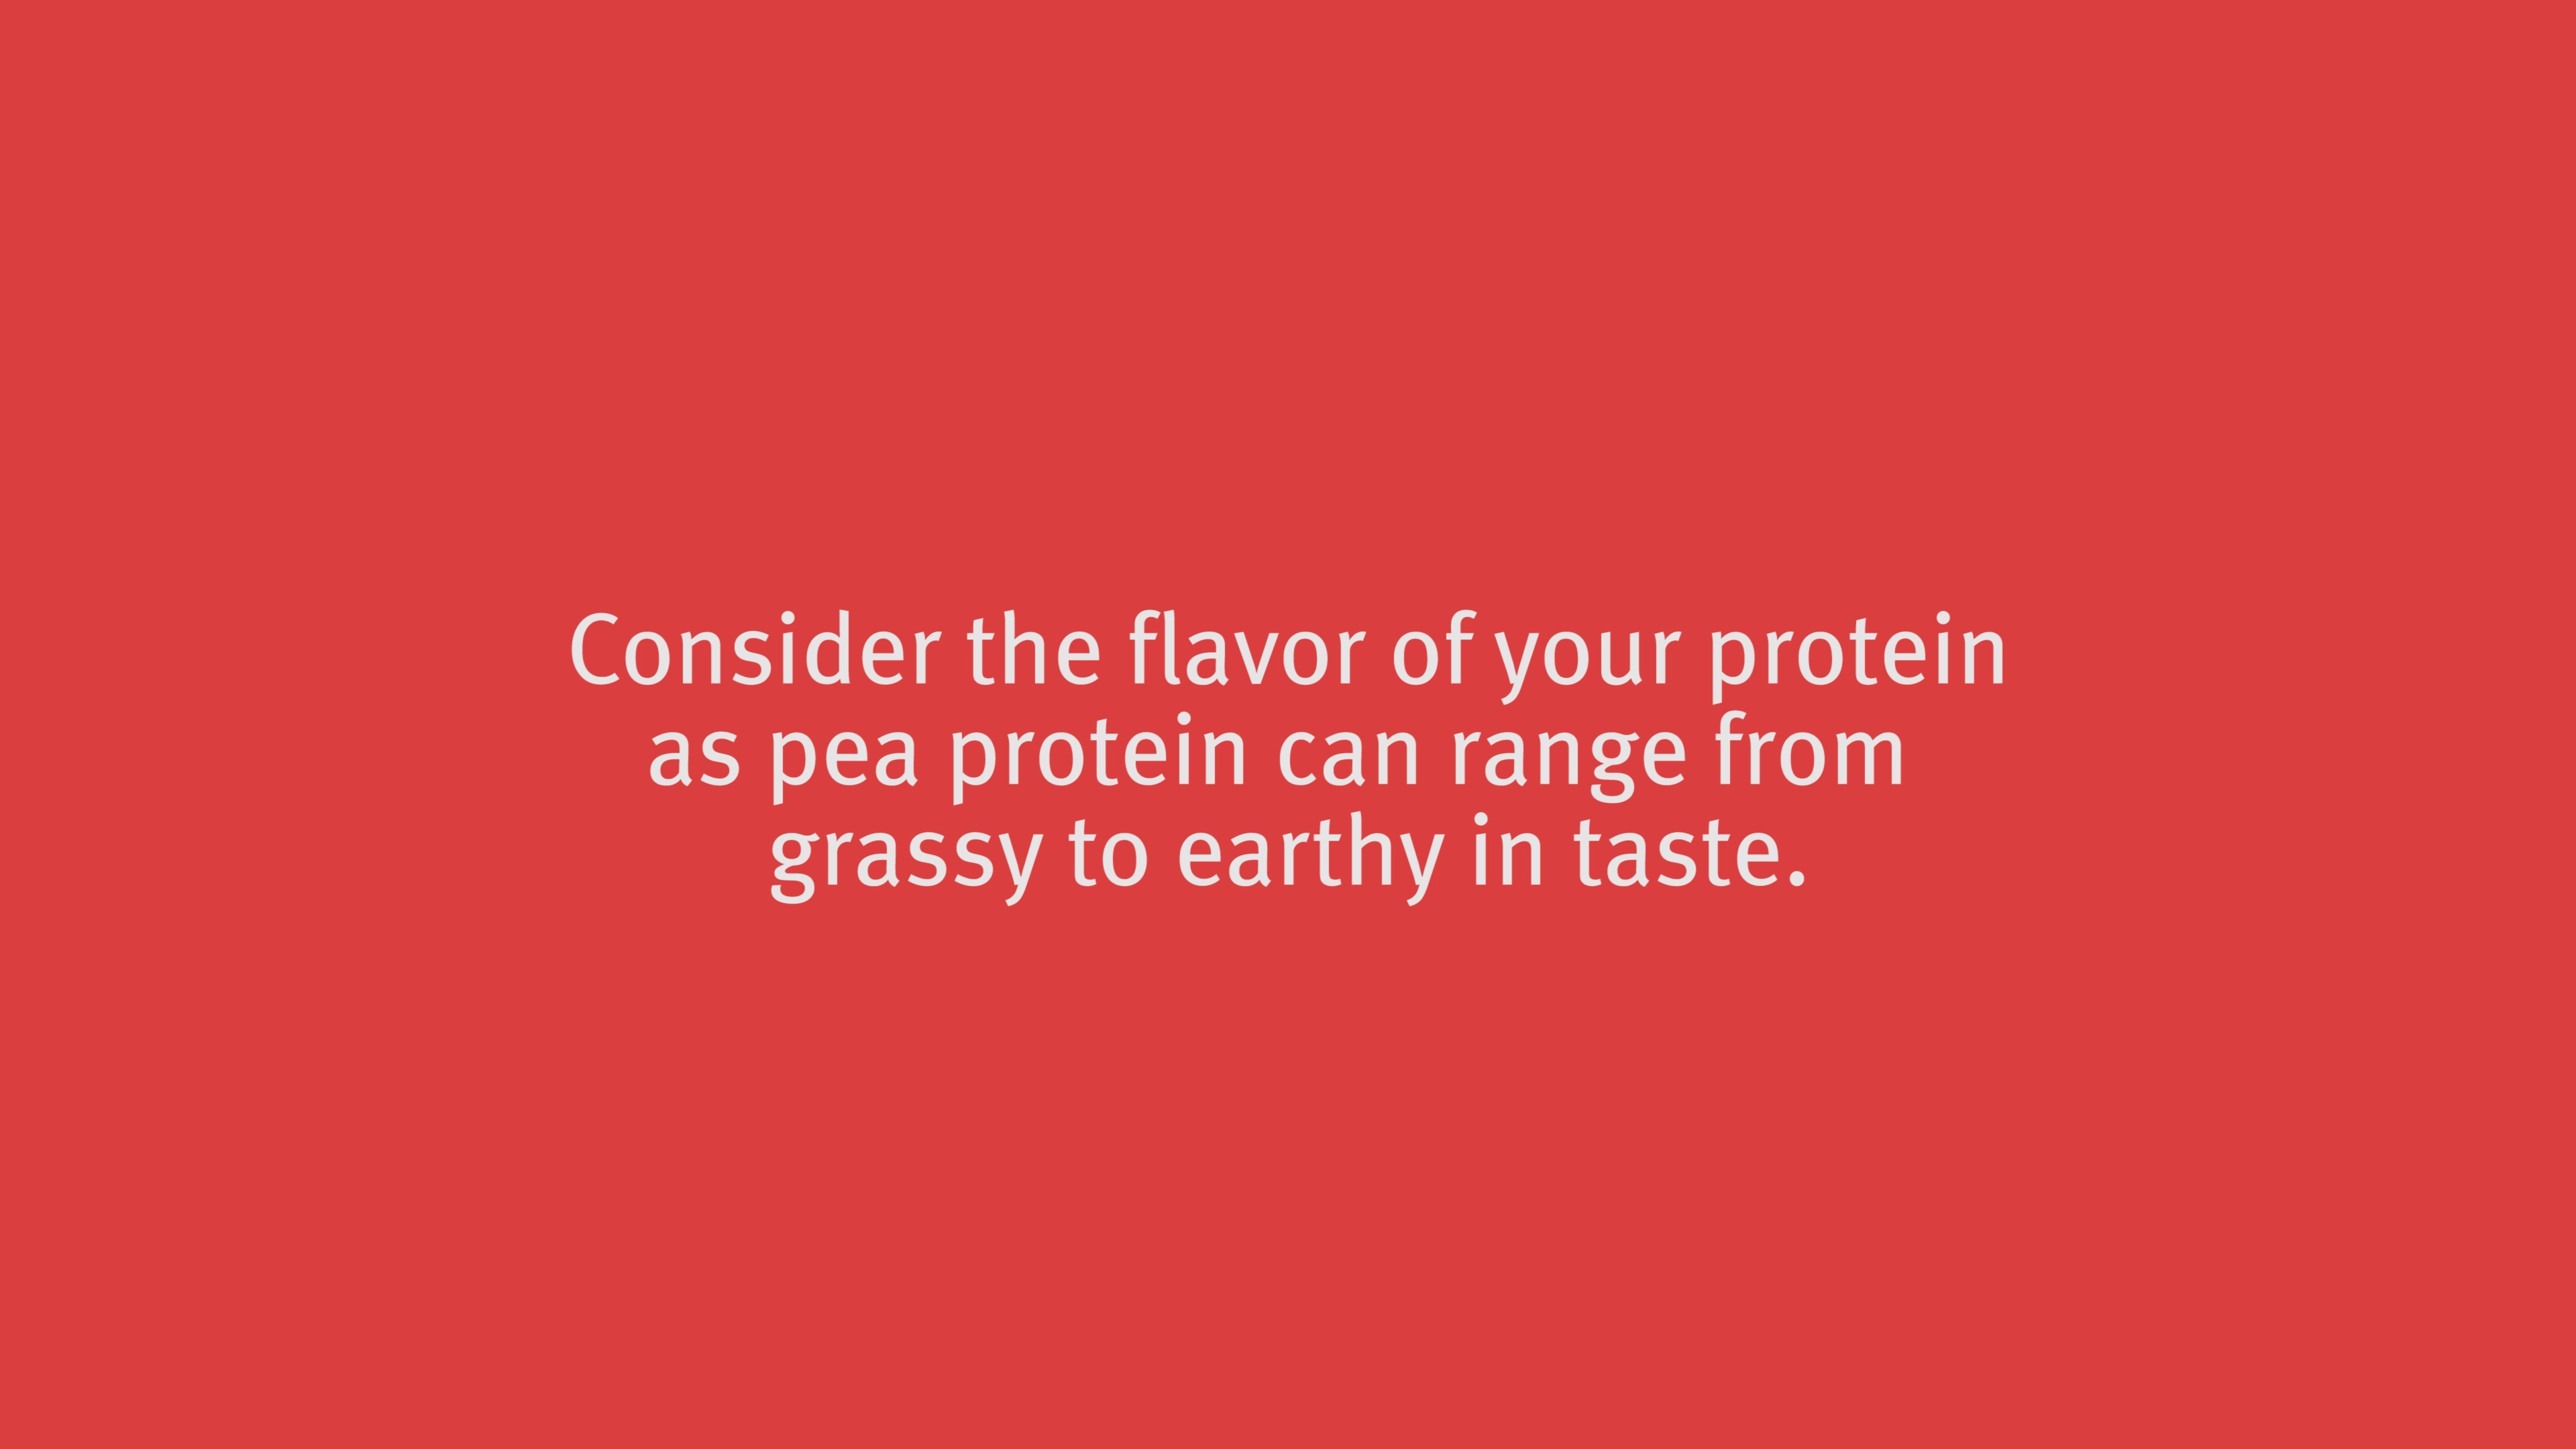 Consider the flavor of your protein
as pea protein can range from
grassy to earthy in taste.